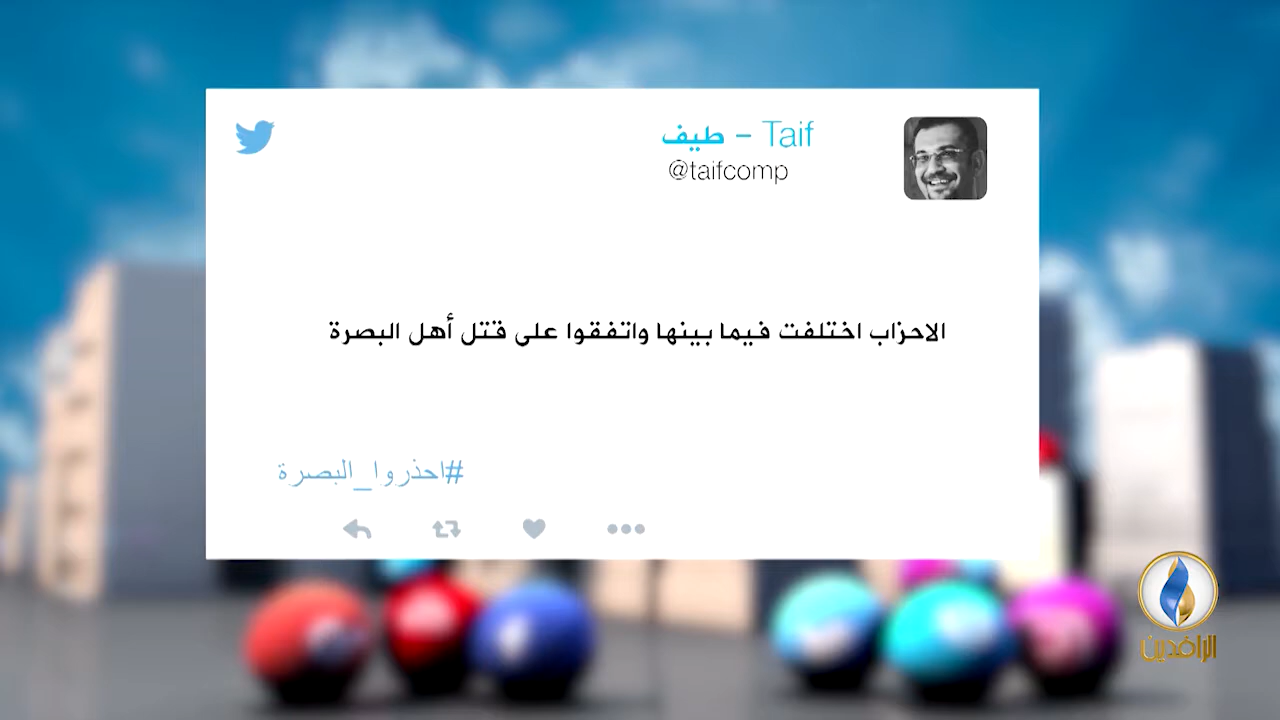 طيف - Taif
@taifcomp
الاحزاب اختلفت فيما بينها واتفقوا على قتل أهل البصرة
#احذروا_البصرة
الرافدين